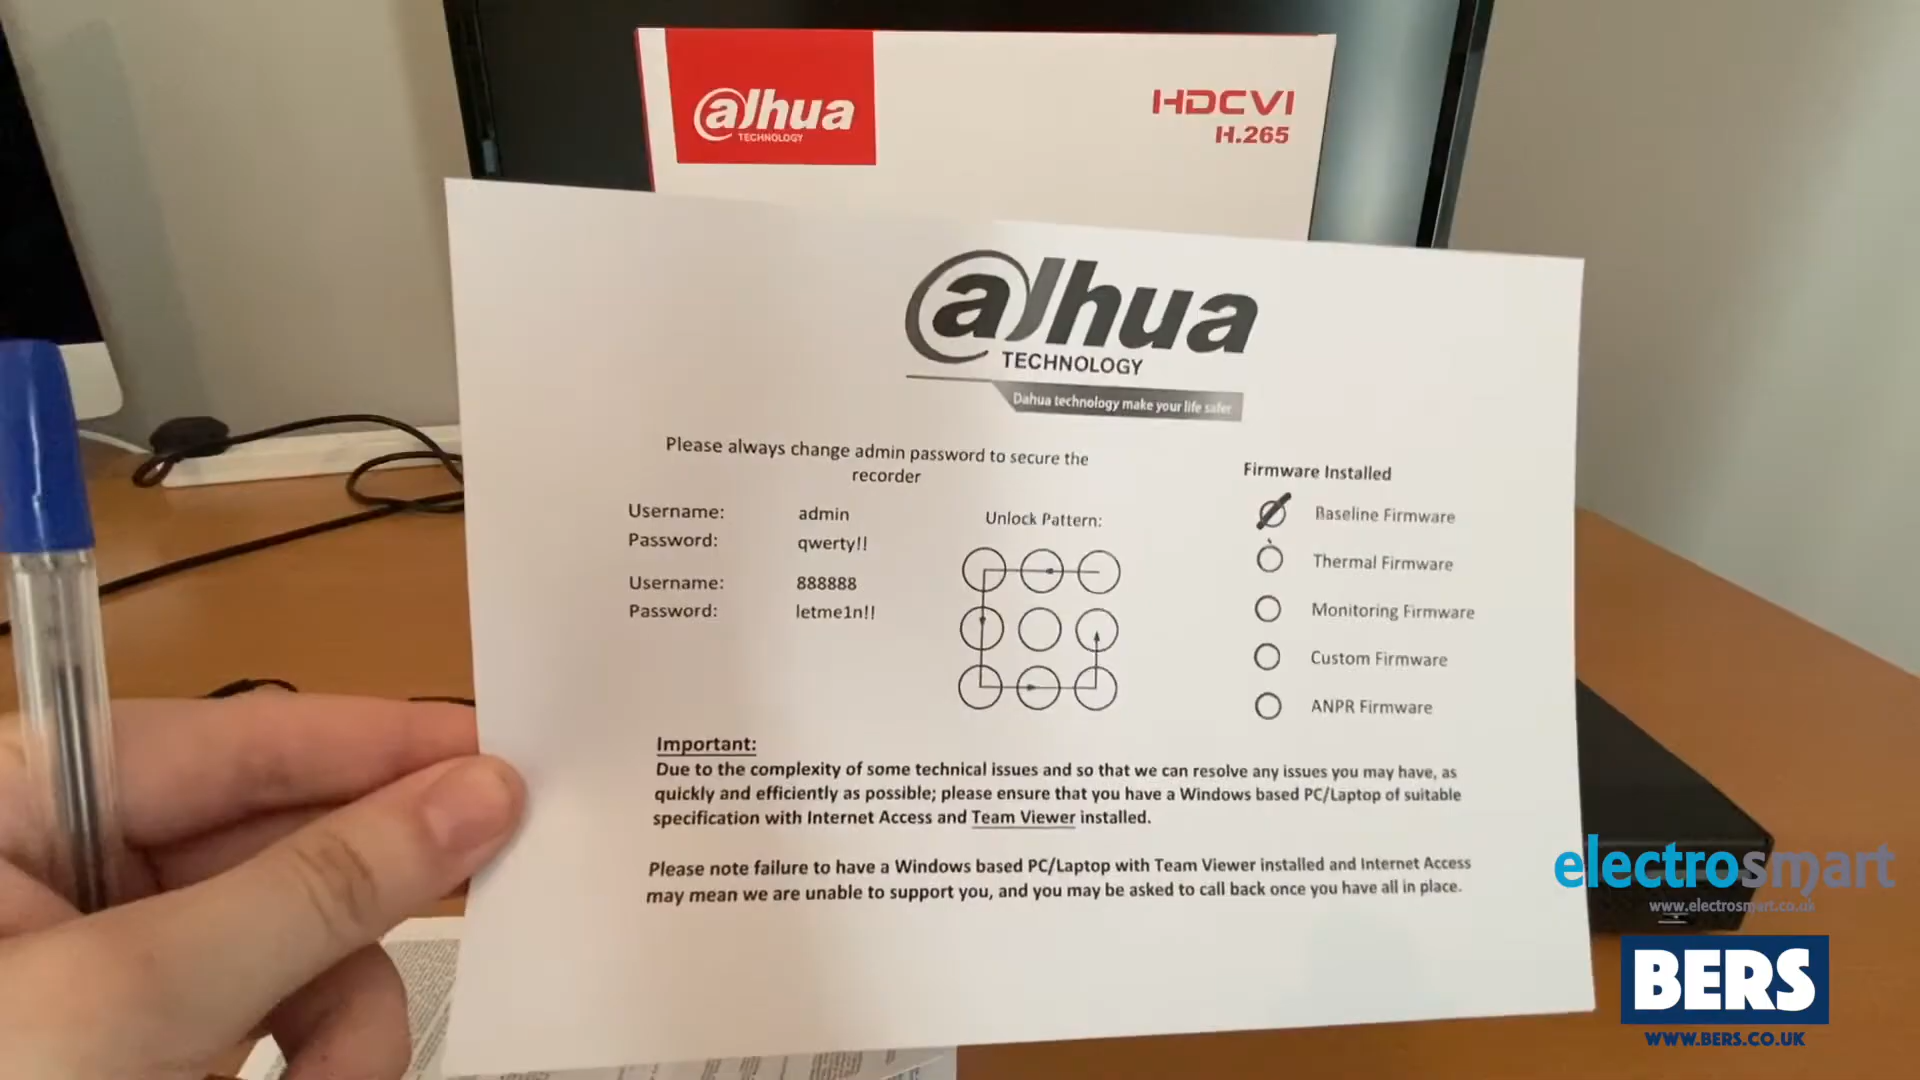 alhua
TECHNOLOGY
HDCVI
H.265
alhua
TECHNOLOGY
Dahua technology make your life safer
Please always change admin password to secure the
recorder
Username: admin
Password: qwerty!!
Username: 888888
Password: letme1n!!
Unlock Pattern:
Firmware Installed
Baseline Firmware
Thermal Firmware
Monitoring Firmware
Custom Firmware
ANPR Firmware
Important:
Due to the complexity of some technical issues and so that we can resolve any issues you may have, as
quickly and efficiently as possible; please ensure that you have a Windows based PC/Laptop of suitable
specification with Internet Access and Team Viewer installed.
Please note failure to have a Windows based PC/Laptop with Team Viewer installed and Internet Access
may mean we are unable to support you, and you may be asked to call back once you have all in place.
electrosmart
www.electrosmart.co.uk
BERS
WWW.BERS.CO.UK